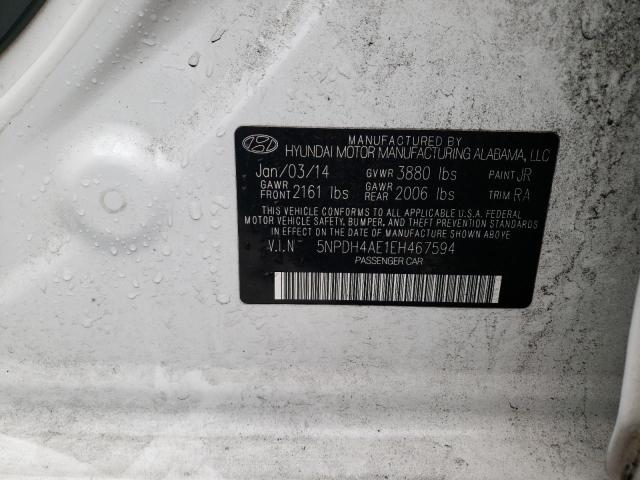 MANUFACTURED BY
HYUNDAI MOTOR MANUFACTURING ALABAMA, LLC
Jan/03/14 GVWR 3880 lbs PAINT JR
GAWR FRONT 2161 lbs GAWR REAR 2006 lbs TRIM RA
THIS VEHICLE CONFORMS TO ALL APPLICABLE U.S.A. FEDERAL
MOTOR VEHICLE SAFETY, BUMPER, AND THEFT PREVENTION STANDARDS
IN EFFECT ON THE DATE OF MANUFACTURE SHOWN ABOVE.
V.I.N 5NPDH4AE1EH467594
PASSENGER CAR